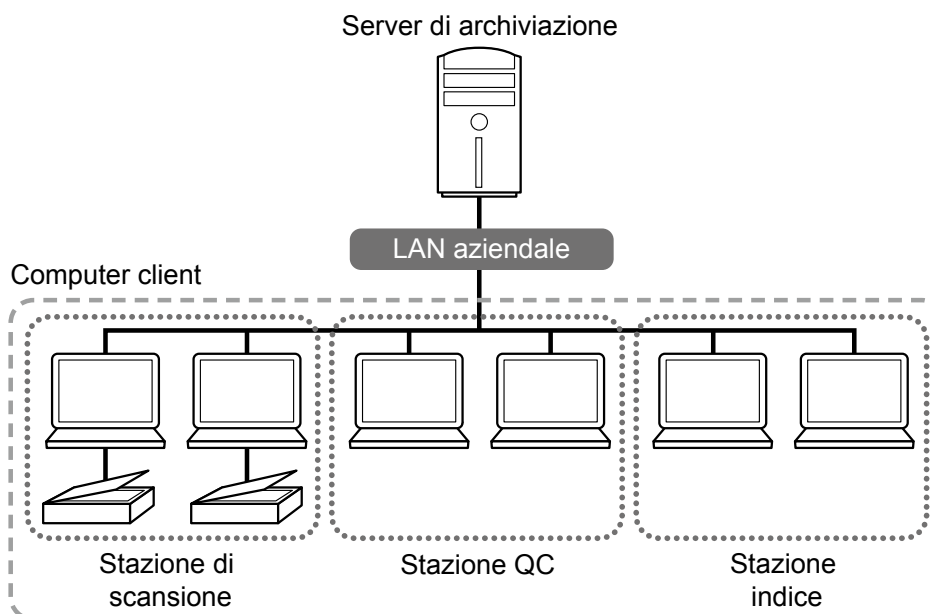 Server di archiviazione
LAN aziendale
Computer client
Stazione di
scansione
Stazione QC
Stazione
indice